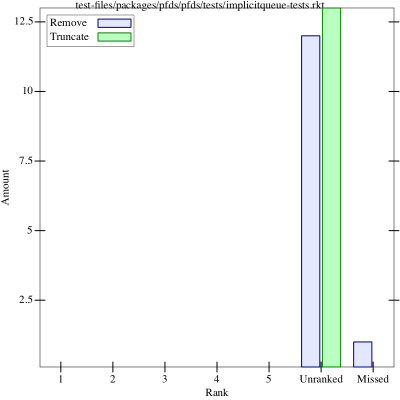 test-files/packages/pfds/pfds/tests/implicitqueue-tests.rkt
Remove
Truncate
12.5
10
7.5
5
2.5
Amount
1 2 3 4 5 Unranked Missed
Rank